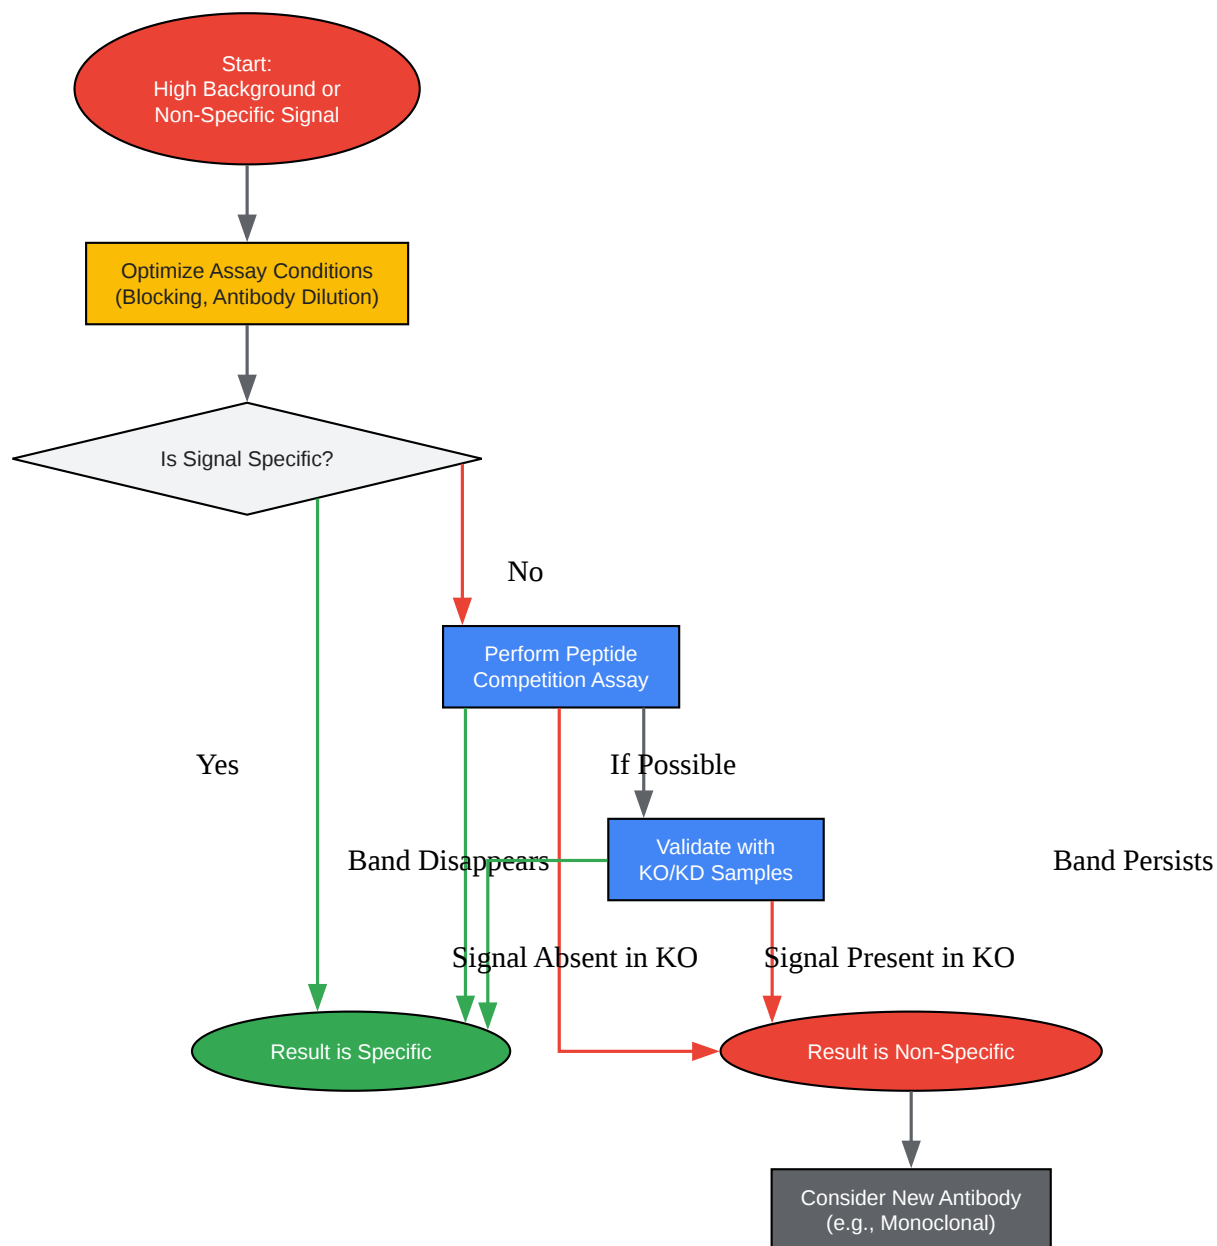 Start:
High Background or
Non-Specific Signal
Optimize Assay Conditions
(Blocking, Antibody Dilution)
Is Signal Specific?
No
Perform Peptide
Competition Assay
Yes
If Possible
Validate with
KO/KD Samples
Band Disappears
Band Persists
Signal Absent in KO
Signal Present in KO
Result is Specific
Result is Non-Specific
Consider New Antibody
(e.g., Monoclonal)